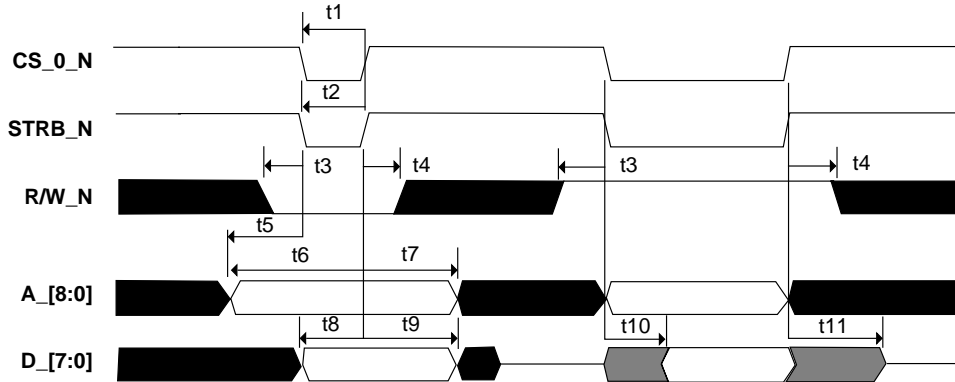 t1
CS_0_N
t2
STRB_N
t3 t4 t3 t4
R/W_N
t5
t6 t7
A_[8:0]
t8 t9 t10 t11
D_[7:0]